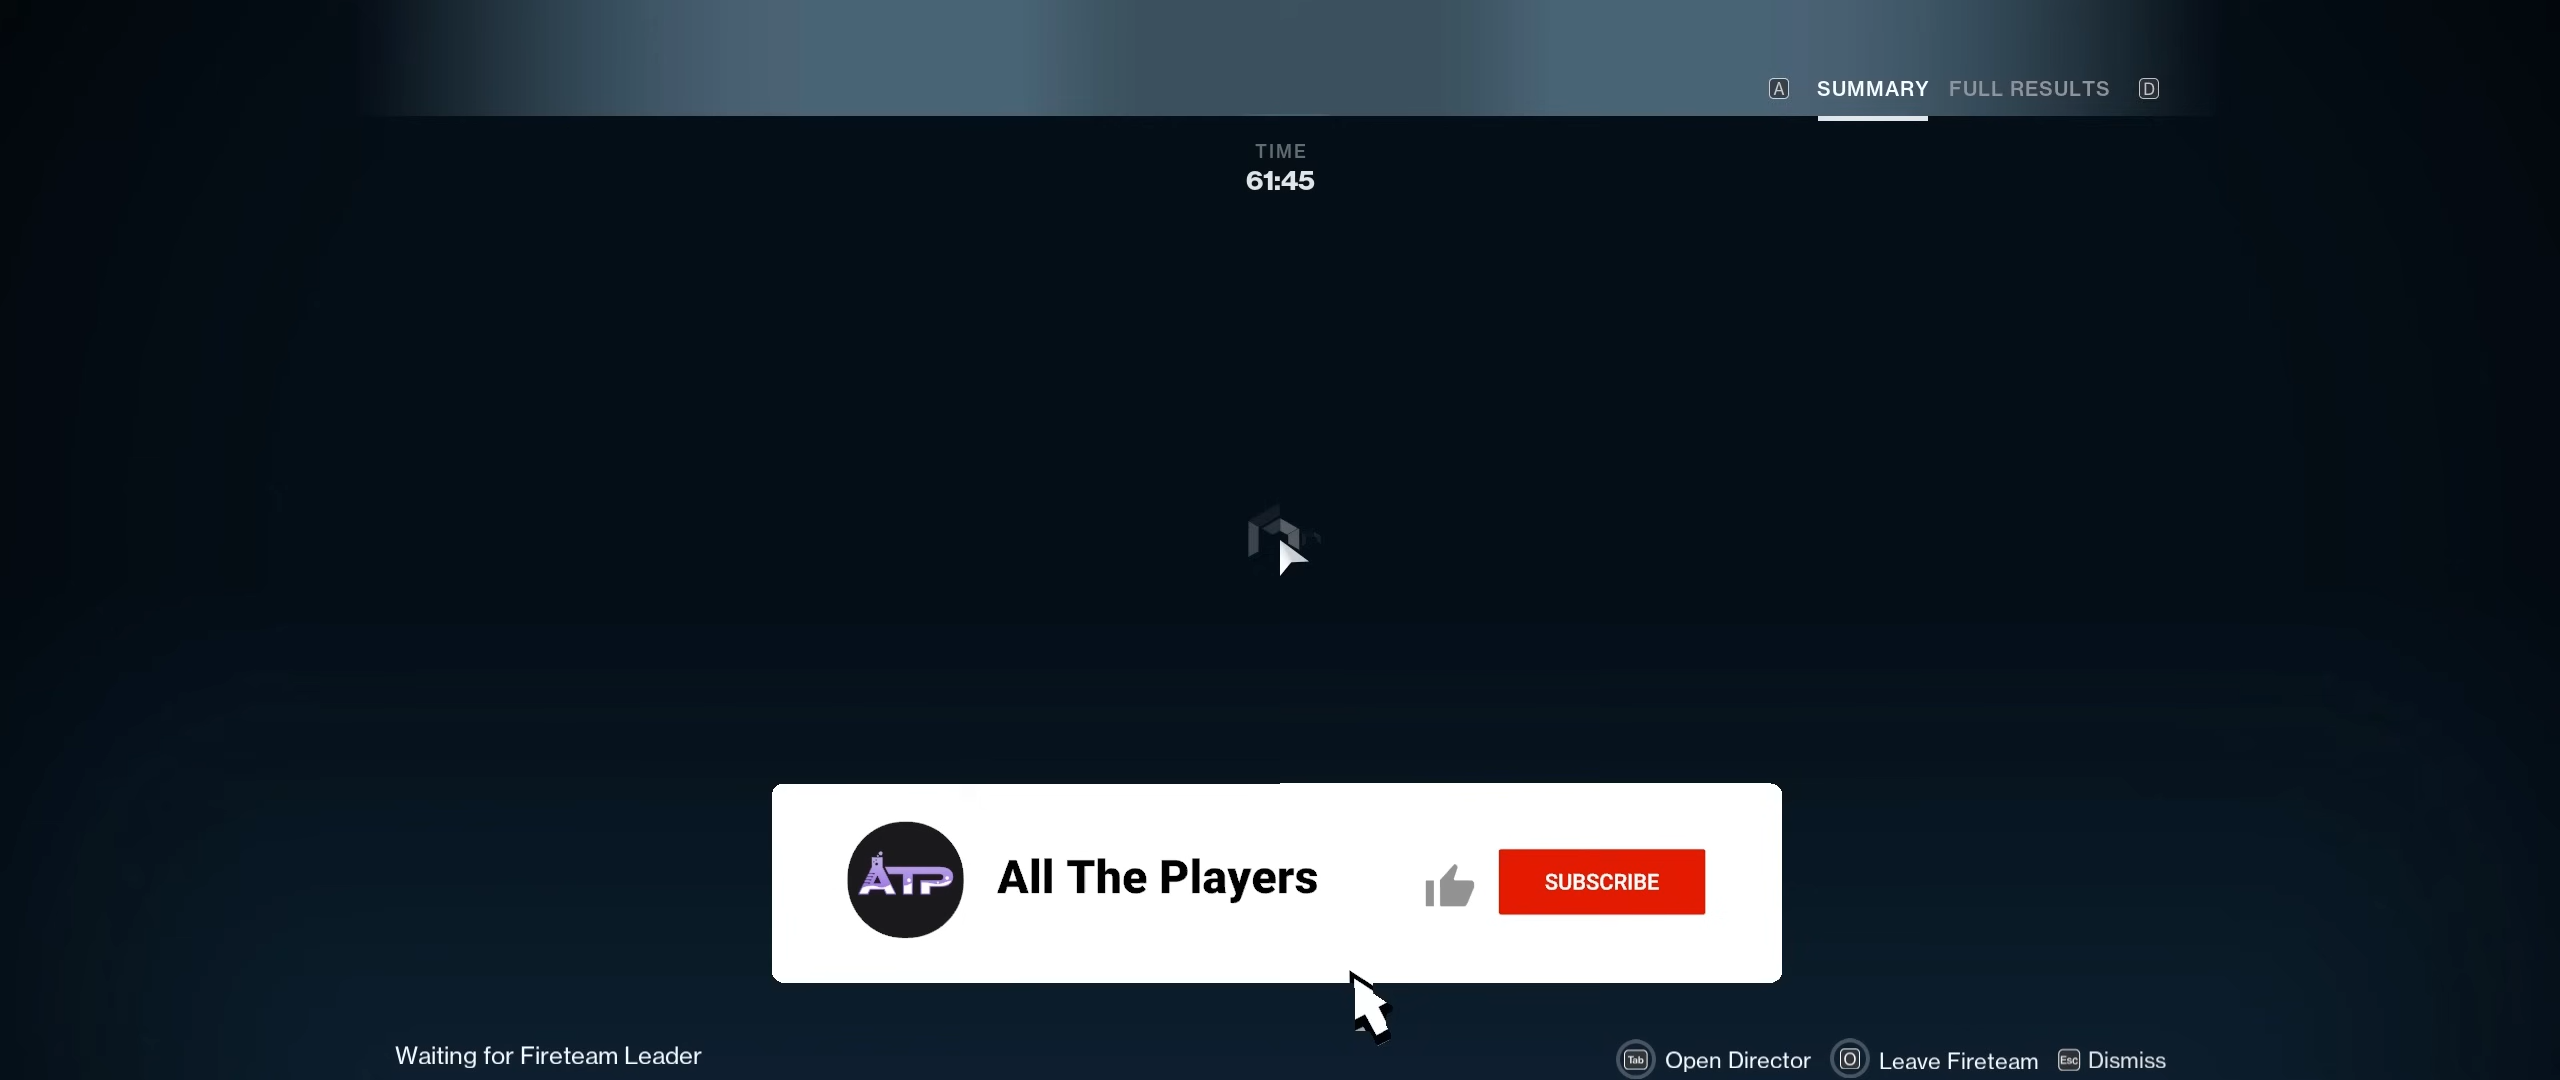 A SUMMARY FULL RESULTS D
TIME
61:45
ATP All The Players SUBSCRIBE
Waiting for Fireteam Leader
Tab Open Director O Leave Fireteam Esc Dismiss